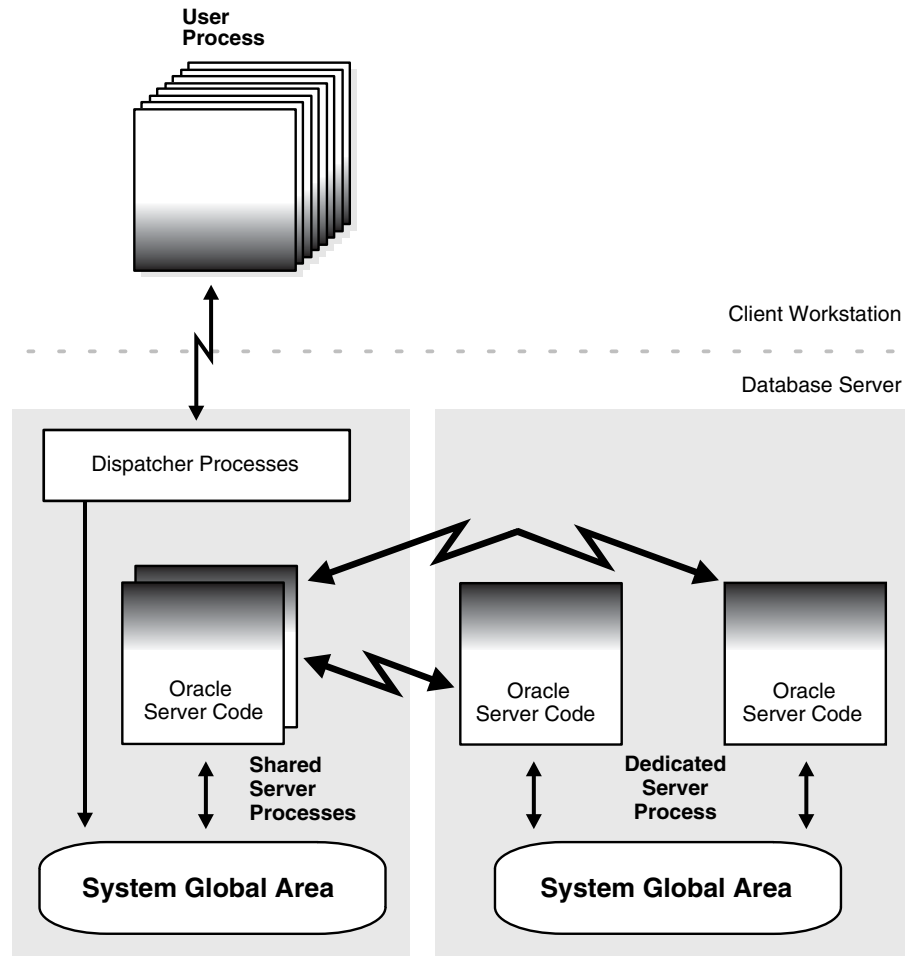 User
Process
Client Workstation
Database Server
Dispatcher Processes
Oracle
Server Code
Oracle
Server Code
Oracle
Server Code
Shared
Server
Processes
Dedicated
Server
Process
System Global Area
System Global Area